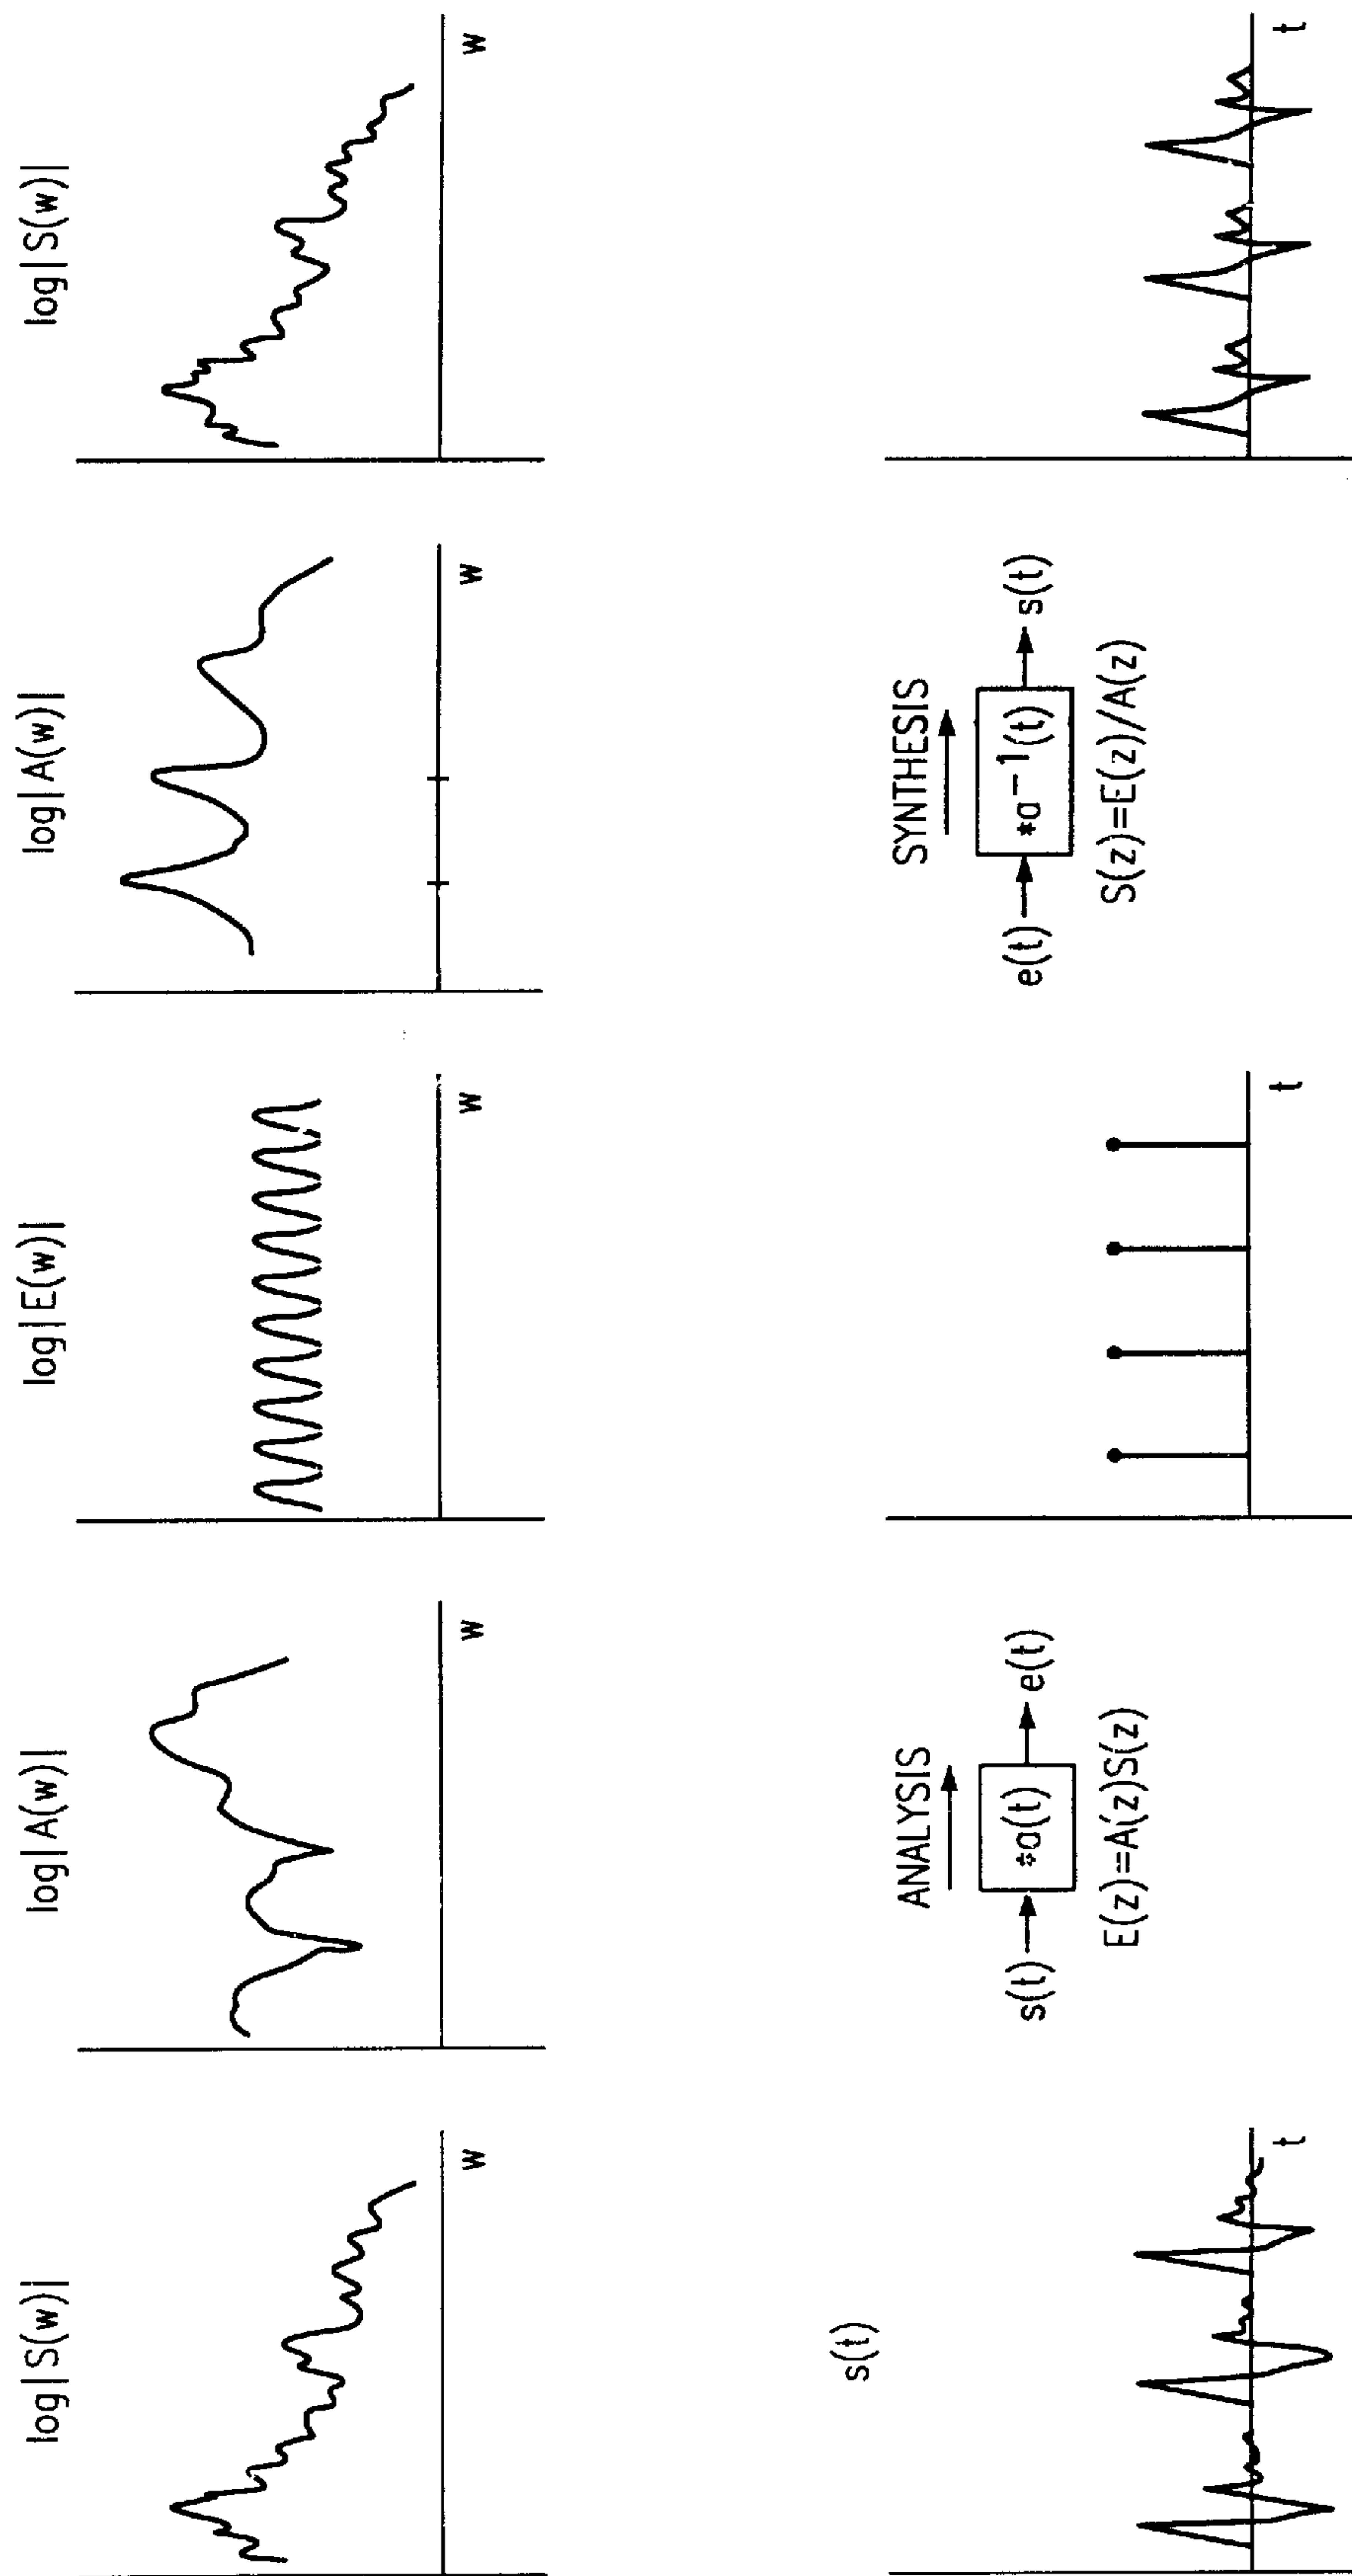 log|S(w)|
w
log|A(w)|
w
log|E(w)|
w
log|A(w)|
w
log|S(w)|
w
s(t)
t
ANALYSIS
s(t)
*a(t)
e(t)
E(z)=A(z)S(z)
t
SYNTHESIS
e(t)
*a⁻¹(t)
s(t)
S(z)=E(z)/A(z)
t